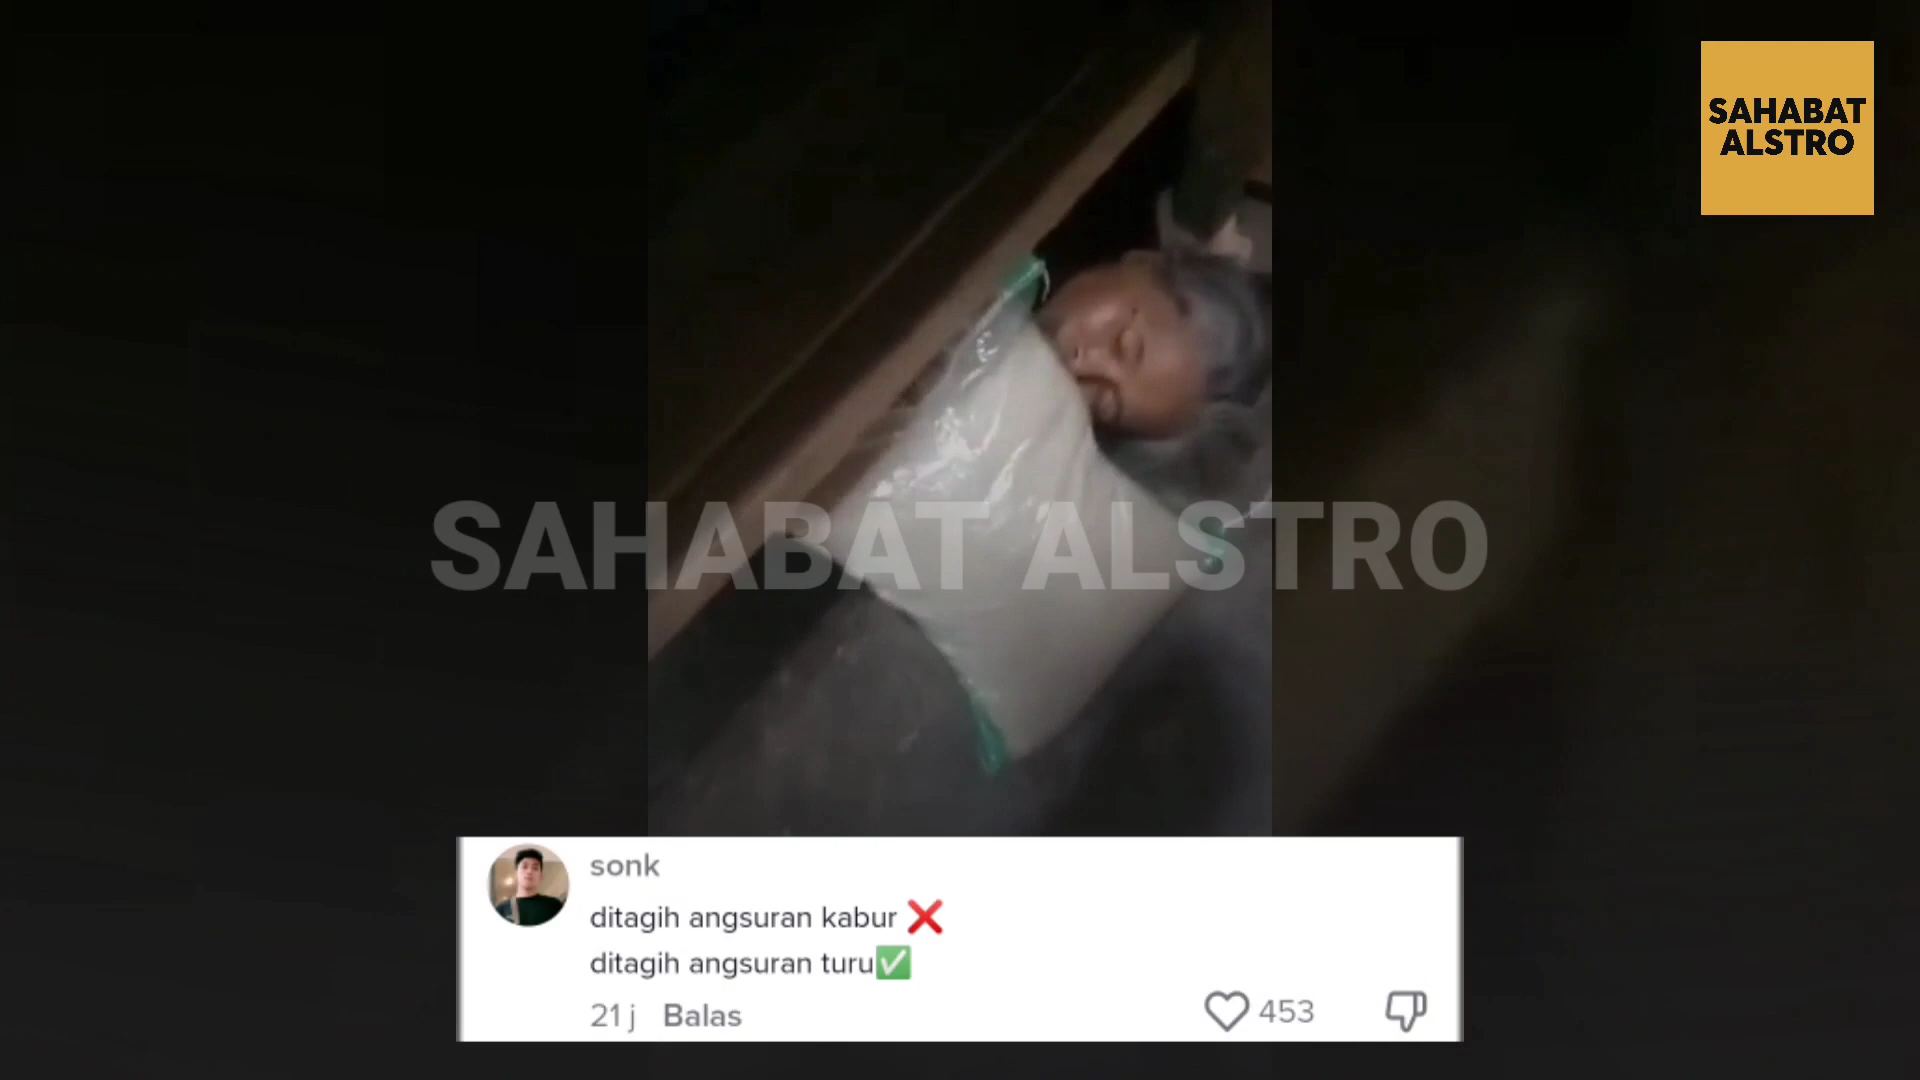 SAHABAT
ALSTRO
SAHABAT ALSTRO
sonk
ditagih angsuran kabur ❌
ditagih angsuran turu✅
21 j Balas 453